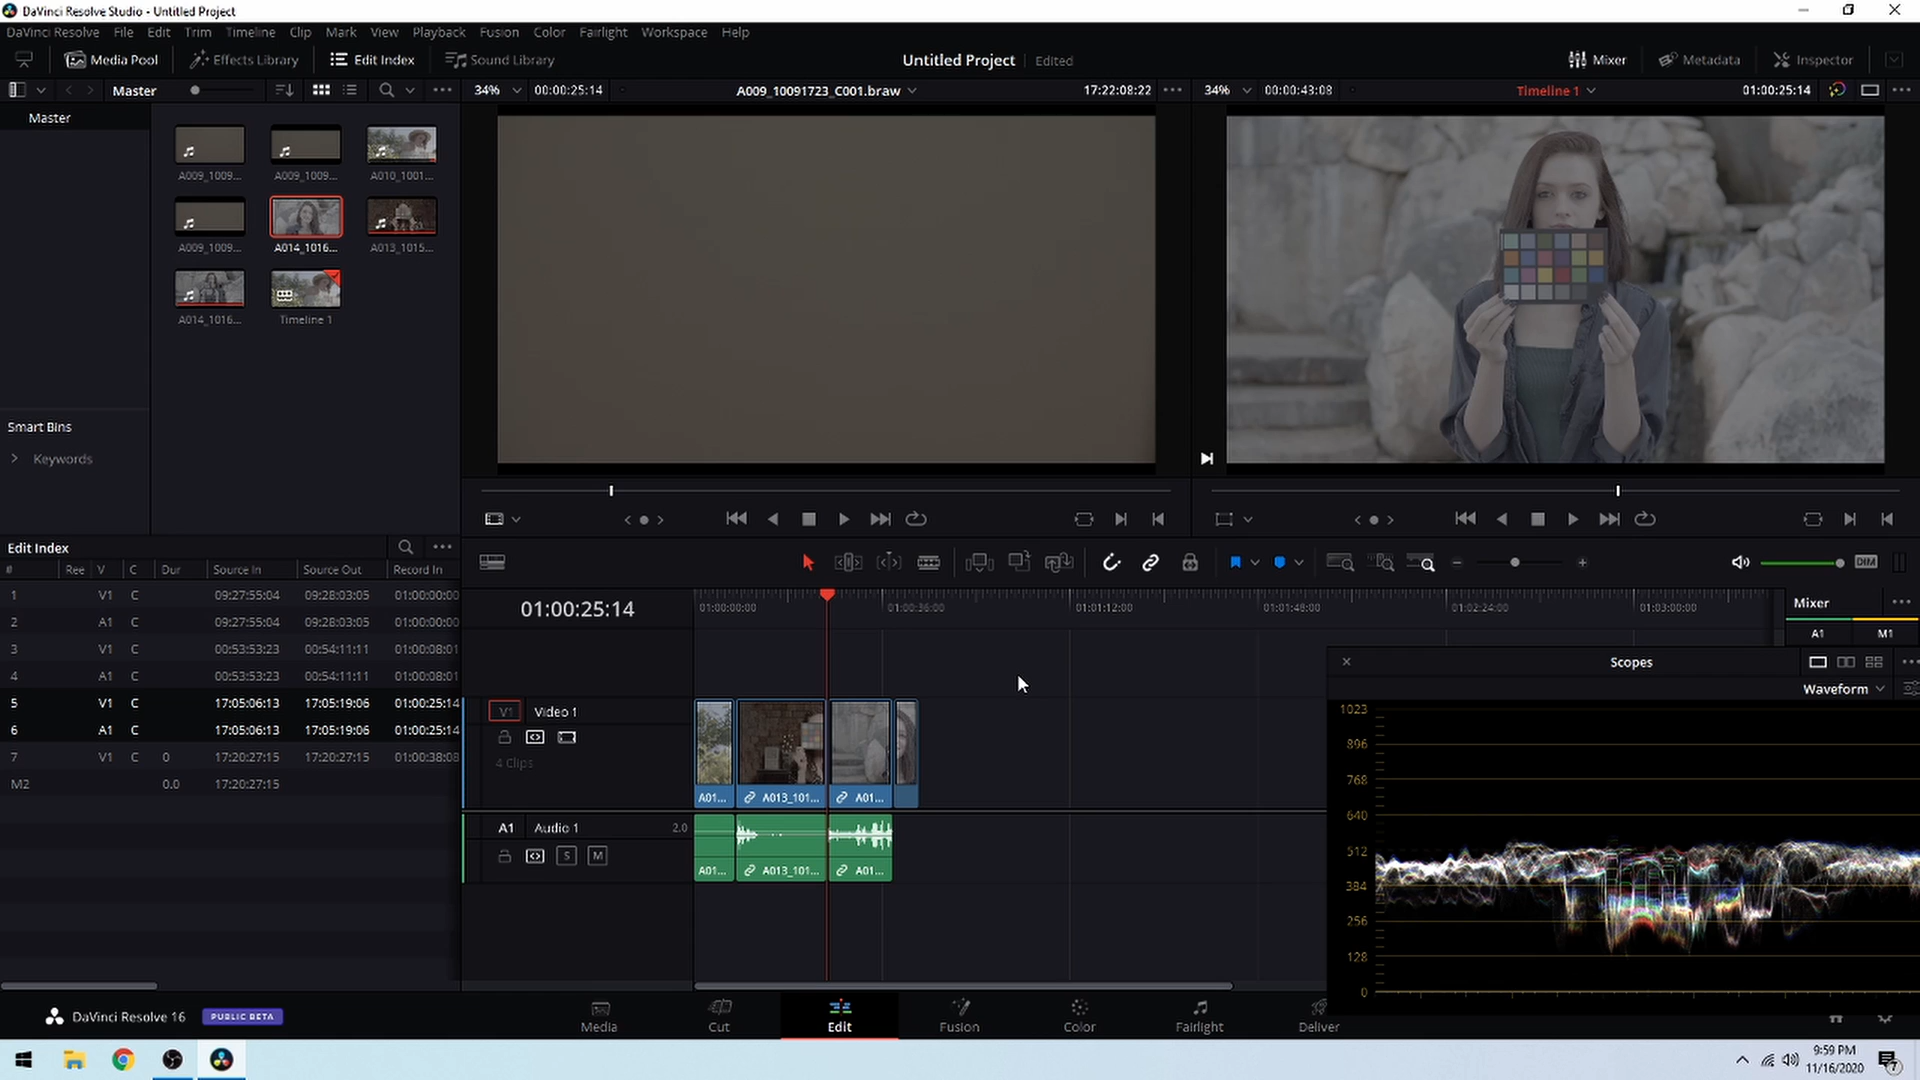 DaVinci Resolve Studio - Untitled Project
DaVinci Resolve File Edit Trim Timeline Clip Mark View Playback Fusion Color Fairlight Workspace Help
Media Pool Effects Library Edit Index Sound Library Untitled Project Edited Mixer Metadata Inspector
Master 34% 00:00:25:14 A009_10091723_C001.braw 17:22:08:22 34% 00:00:43:08 Timeline 1 01:00:25:14
Master
A009_1009... A009_1009... A010_1001...
A009_1009... A014_1016... A013_1015...
A014_1016... Timeline 1
Smart Bins
Keywords
Edit Index
# Ree V C Dur Source In Source Out Record In
1 V1 C 09:27:55:04 09:28:03:05 01:00:00:00
2 A1 C 09:27:55:04 09:28:03:05 01:00:00:00
3 V1 C 00:53:53:23 00:54:11:11 01:00:08:01
4 A1 C 00:53:53:23 00:54:11:11 01:00:08:01
5 V1 C 17:05:06:13 17:05:19:06 01:00:25:14
6 A1 C 17:05:06:13 17:05:19:06 01:00:25:14
7 V1 C 0 17:20:27:15 17:20:27:15 01:00:38:08
M2 0.0 17:20:27:15
DIM
01:00:25:14
01:00:00:00 01:00:36:00 01:01:12:00 01:01:48:00 01:02:24:00 01:03:00:00
V1 Video 1
4 Clips
A01... A013_101... A01...
A1 Audio 1 2.0
S M
A01... A013_101... A01...
Mixer
A1 M1
Scopes
Waveform
1023
896
768
640
512
384
256
128
0
DaVinci Resolve 16 PUBLIC BETA
Media Cut Edit Fusion Color Fairlight Deliver
9:59 PM
11/16/2020
7